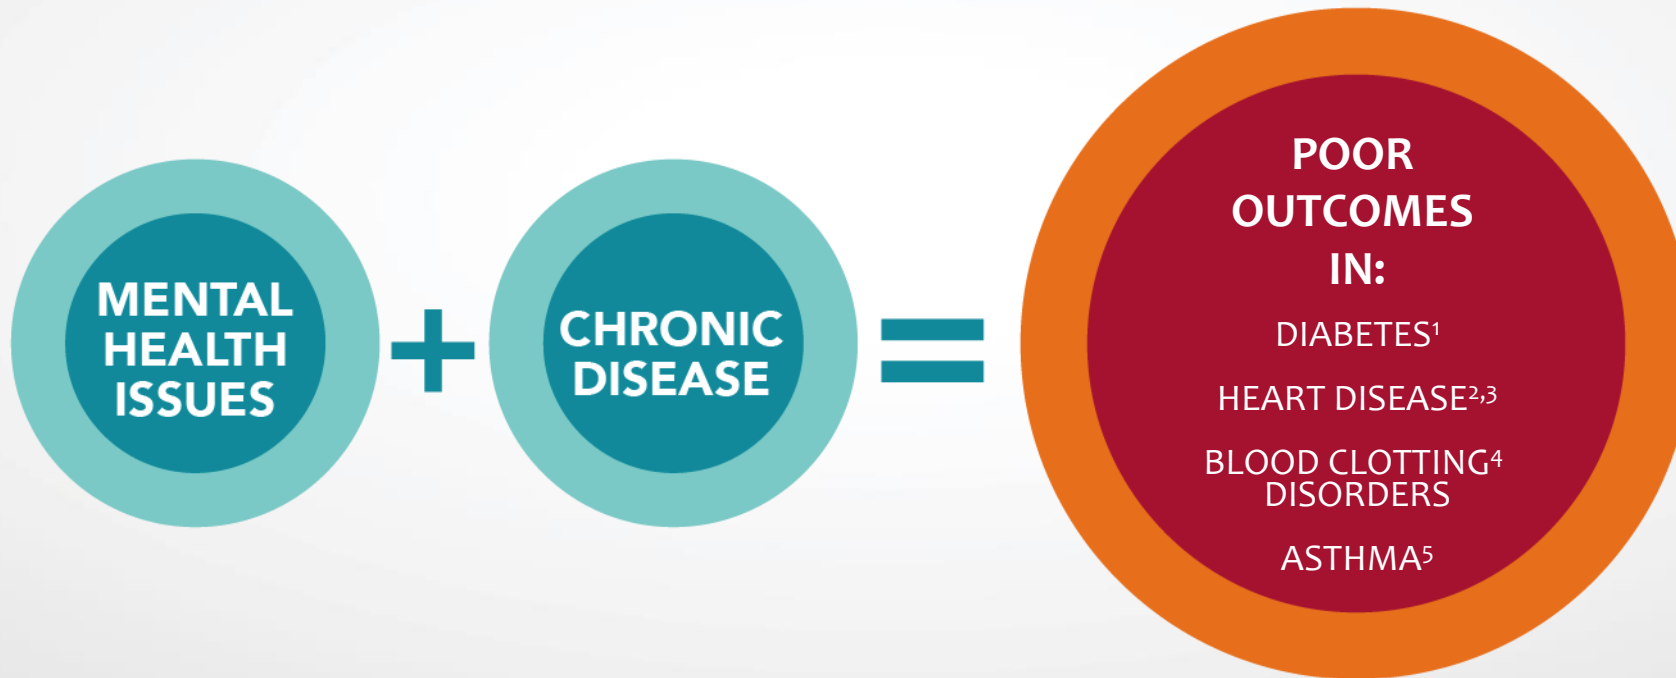 MENTAL
HEALTH
ISSUES
+
CHRONIC
DISEASE
=
POOR
OUTCOMES
IN:
DIABETES¹
HEART DISEASE²,³
BLOOD CLOTTING⁴
DISORDERS
ASTHMA⁵